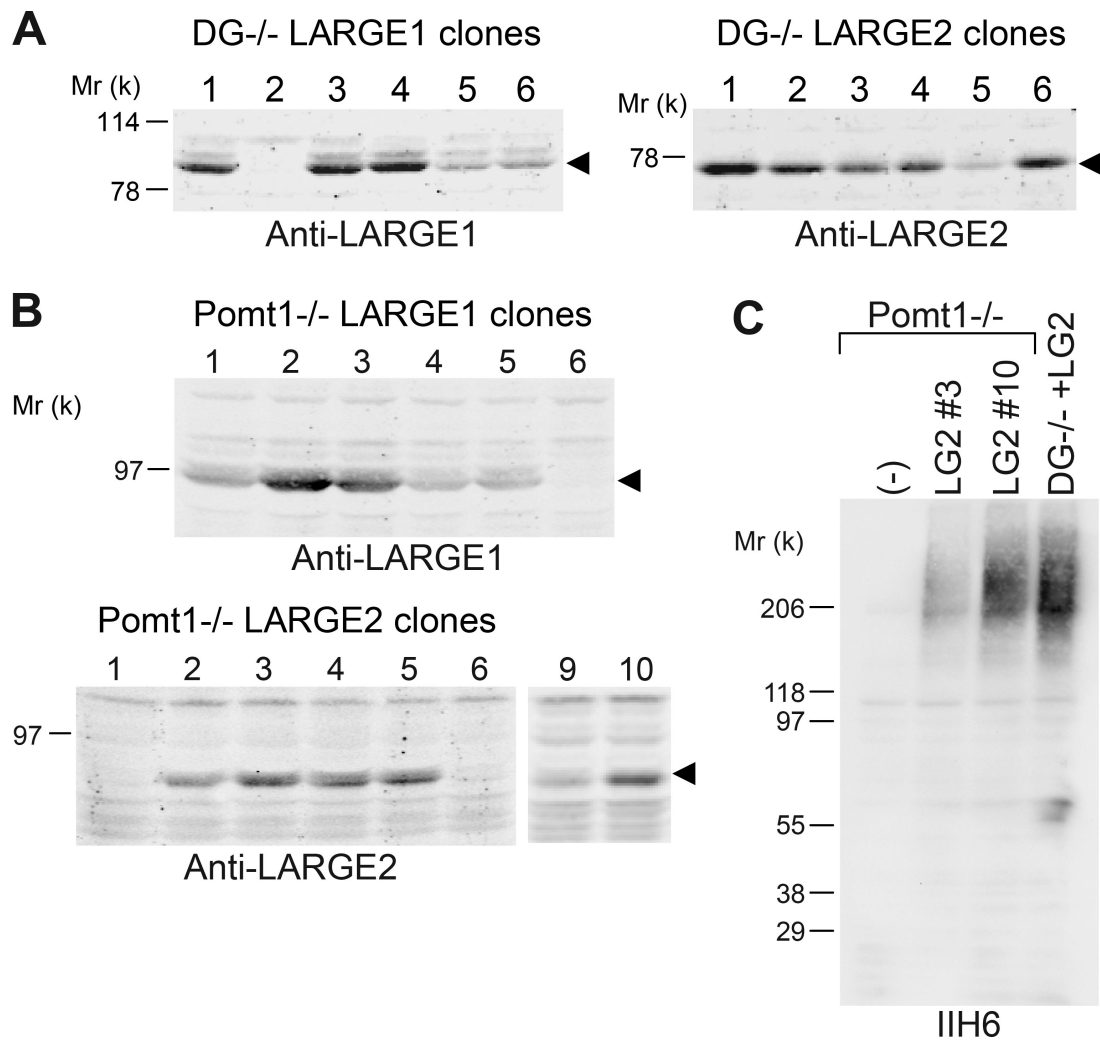 A
DG-/- LARGE1 clones
Mr (k) 1 2 3 4 5 6
114
78
Anti-LARGE1
DG-/- LARGE2 clones
Mr (k) 1 2 3 4 5 6
78
Anti-LARGE2
B
Pomt1-/- LARGE1 clones
1 2 3 4 5 6
Mr (k)
97
Anti-LARGE1
Pomt1-/- LARGE2 clones
1 2 3 4 5 6 9 10
97
Anti-LARGE2
C
Pomt1-/-
(-)
LG2 #3
LG2 #10
DG-/- +LG2
Mr (k)
206
118
97
55
38
29
IIH6